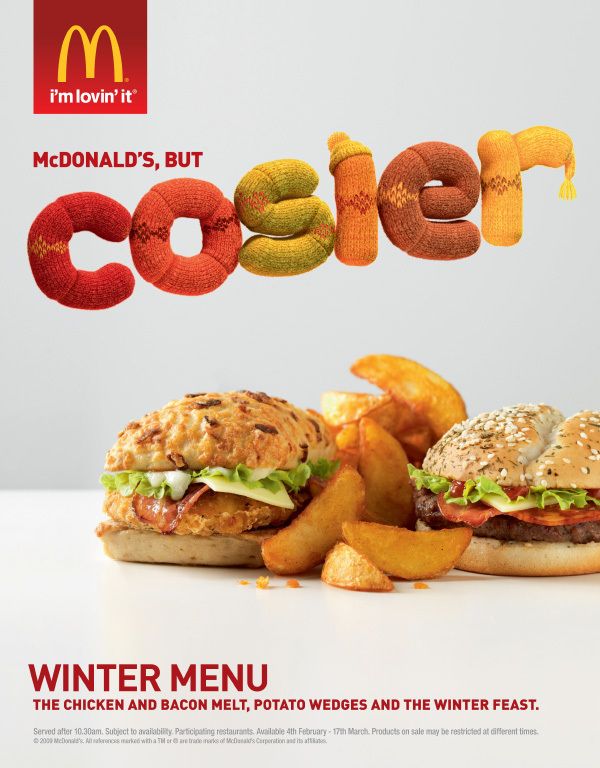 M
i'm lovin' it®
McDONALD'S, BUT
cosier
WINTER MENU
THE CHICKEN AND BACON MELT, POTATO WEDGES AND THE WINTER FEAST.
Served after 10.30am. Subject to availability. Participating restaurants. Available 4th February - 17th March. Products on sale may be restricted at different times.
© 2009 McDonald's. All references marked with a TM or ® are trade marks of McDonald's Corporation and its affiliates.